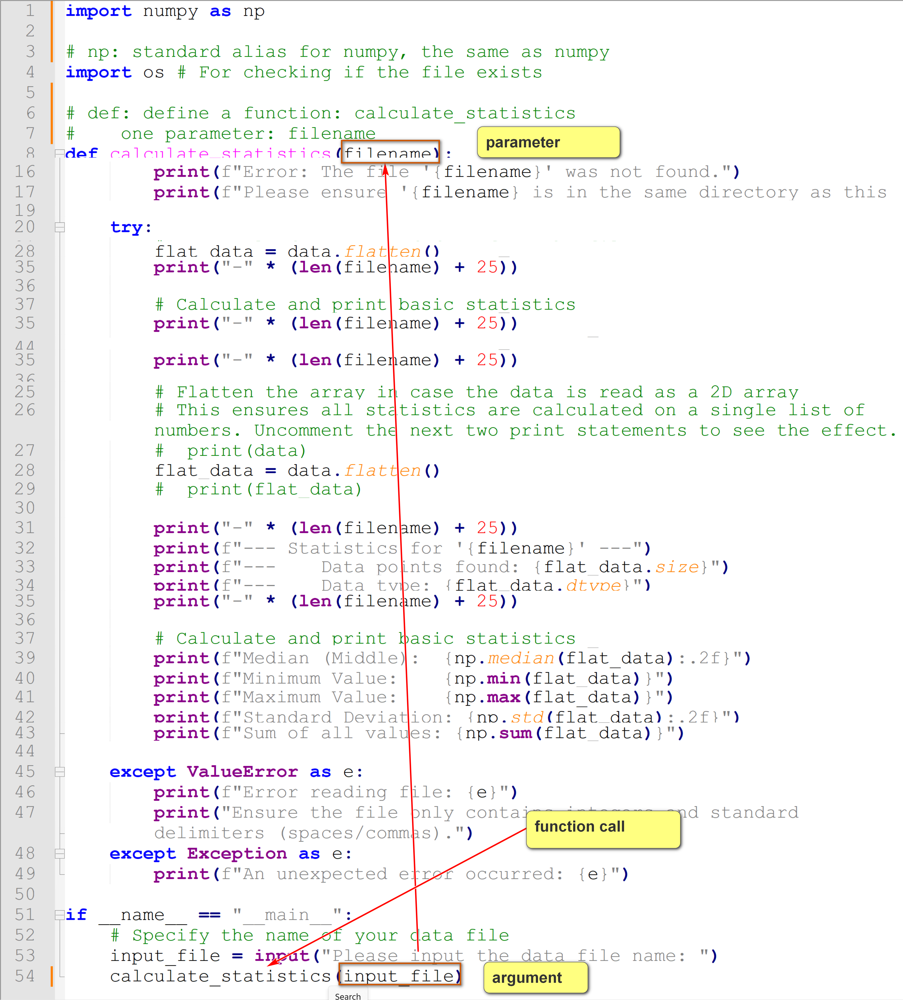 1 import numpy as np
2
3 # np: standard alias for numpy, the same as numpy
4 import os # For checking if the file exists
5
6 # def: define a function: calculate_statistics
7 #    one parameter: filename
parameter
8 def calculate_statistics(filename):
16 print(f"Error: The file '{filename}' was not found.")
17 print(f"Please ensure '{filename} is in the same directory as this
19
20 try:
28 flat_data = data.flatten()
35 print("-" * (len(filename) + 25))
36
37 # Calculate and print basic statistics
35 print("-" * (len(filename) + 25))
44
35 print("-" * (len(filename) + 25))
36
25 # Flatten the array in case the data is read as a 2D array
26 # This ensures all statistics are calculated on a single list of
numbers. Uncomment the next two print statements to see the effect.
27 #  print(data)
28 flat_data = data.flatten()
29 #  print(flat_data)
30
31 print("-" * (len(filename) + 25))
32 print(f"--- Statistics for '{filename}' ---")
33 print(f"---    Data points found: {flat_data.size}")
34 print(f"---    Data type: {flat_data.dtype}")
35 print("-" * (len(filename) + 25))
36
37 # Calculate and print basic statistics
39 print(f"Median (Middle):  {np.median(flat_data):.2f}")
40 print(f"Minimum Value:    {np.min(flat_data)}")
41 print(f"Maximum Value:    {np.max(flat_data)}")
42 print(f"Standard Deviation: {np.std(flat_data):.2f}")
43 print(f"Sum of all values: {np.sum(flat_data)}")
44
45 except ValueError as e:
46 print(f"Error reading file: {e}")
47 print("Ensure the file only contains integers and standard
delimiters (spaces/commas).")
function call
48 except Exception as e:
49 print(f"An unexpected error occurred: {e}")
50
51 if __name__ == "__main__":
52 # Specify the name of your data file
53 input_file = input("Please input the data file name: ")
54 calculate_statistics(input_file)
argument
Search